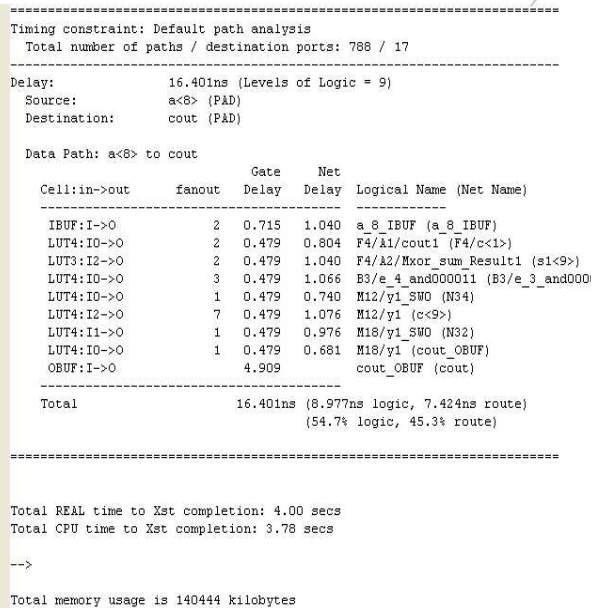 =========================================================================
Timing constraint: Default path analysis
  Total number of paths / destination ports: 788 / 17
-------------------------------------------------------------------------
Delay:               16.401ns (Levels of Logic = 9)
  Source:            a<8> (PAD)
  Destination:       cout (PAD)

  Data Path: a<8> to cout
                                Gate     Net
    Cell:in->out      fanout   Delay   Delay  Logical Name (Net Name)
    ----------------------------------------  ------------
     IBUF:I->O             2   0.715   1.040  a_8_IBUF (a_8_IBUF)
     LUT4:I0->O            2   0.479   0.804  F4/A1/cout1 (F4/c<1>)
     LUT3:I2->O            2   0.479   1.040  F4/A2/Mxor_sum_Result1 (s1<9>)
     LUT4:I0->O            3   0.479   1.066  B3/e_4_and000011 (B3/e_3_and000
     LUT4:I0->O            1   0.479   0.740  M12/y1_SW0 (N34)
     LUT4:I2->O            7   0.479   1.076  M12/y1 (c<9>)
     LUT4:I1->O            1   0.479   0.976  M18/y1_SW0 (N32)
     LUT4:I0->O            1   0.479   0.681  M18/y1 (cout_OBUF)
     OBUF:I->O                 4.909          cout_OBUF (cout)
    ----------------------------------------
    Total                     16.401ns (8.977ns logic, 7.424ns route)
                                       (54.7% logic, 45.3% route)

=========================================================================

Total REAL time to Xst completion: 4.00 secs
Total CPU time to Xst completion: 3.78 secs

-->

Total memory usage is 140444 kilobytes